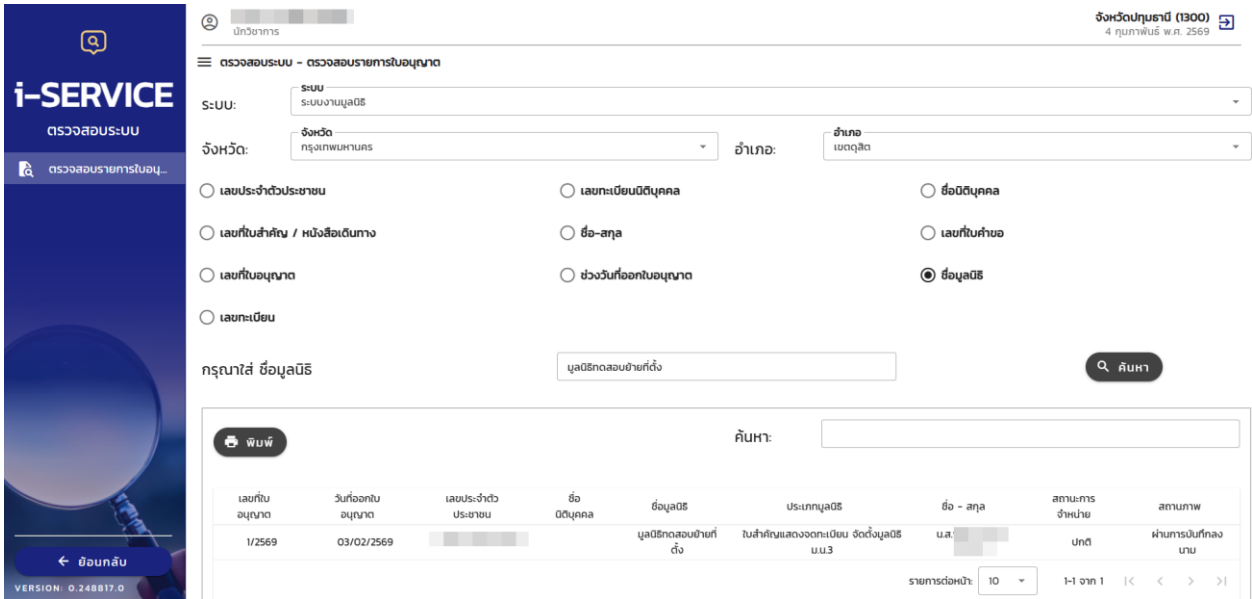 จังหวัดปทุมธานี (1300)
นักวิชาการ
4 กุมภาพันธ์ พ.ศ. 2569
i-SERVICE
ตรวจสอบระบบ
ตรวจสอบรายการใบอนุ...
ตรวจสอบระบบ - ตรวจสอบรายการใบอนุญาต
ระบบ
ระบบ: ระบบงานมูลนิธิ
จังหวัด อำเภอ
จังหวัด: กรุงเทพมหานคร อำเภอ: เขตดุสิต
เลขประจำตัวประชาชน เลขทะเบียนนิติบุคคล ชื่อนิติบุคคล
เลขที่ใบสำคัญ / หนังสือเดินทาง ชื่อ-สกุล เลขที่ใบคำขอ
เลขที่ใบอนุญาต ช่วงวันที่ออกใบอนุญาต ชื่อมูลนิธิ
เลขทะเบียน
กรุณาใส่ ชื่อมูลนิธิ มูลนิธิทดสอบย้ายที่ตั้ง ค้นหา
พิมพ์ ค้นหา:
เลขที่ใบ วันที่ออกใบ เลขประจำตัว ชื่อ ชื่อมูลนิธิ ประเภทมูลนิธิ ชื่อ - สกุล สถานะการ สถานภาพ
อนุญาต อนุญาต ประชาชน นิติบุคคล จำหน่าย
1/2569 03/02/2569 มูลนิธิทดสอบย้ายที่ ใบสำคัญแสดงจดทะเบียน จัดตั้งมูลนิธิ น.ส. ปกติ ผ่านการบันทึกลง
ตั้ง ม.น.3 นาม
รายการต่อหน้า: 10 1-1 จาก 1
ย้อนกลับ
VERSION: 0.248817.0